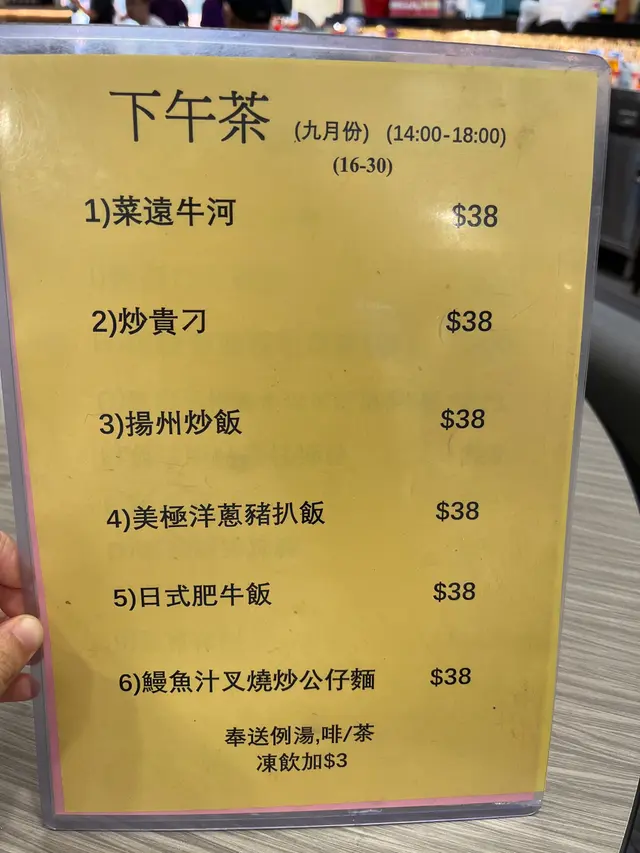 下午茶 (九月份) (14:00-18:00)
(16-30)
1)菜遠牛河 $38
2)炒貴刁 $38
3)揚州炒飯 $38
4)美極洋蔥豬扒飯 $38
5)日式肥牛飯 $38
6)鰻魚汁叉燒炒公仔麵 $38
奉送例湯,啡/茶
凍飲加$3